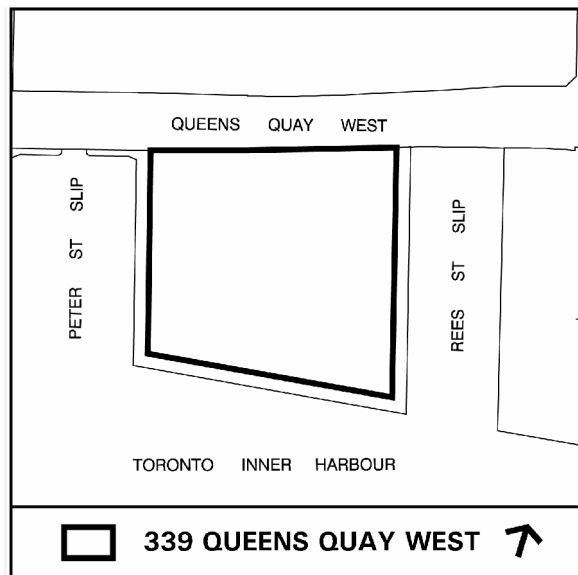 QUEENS QUAY WEST
PETER ST SLIP
REES ST SLIP
TORONTO INNER HARBOUR
339 QUEENS QUAY WEST